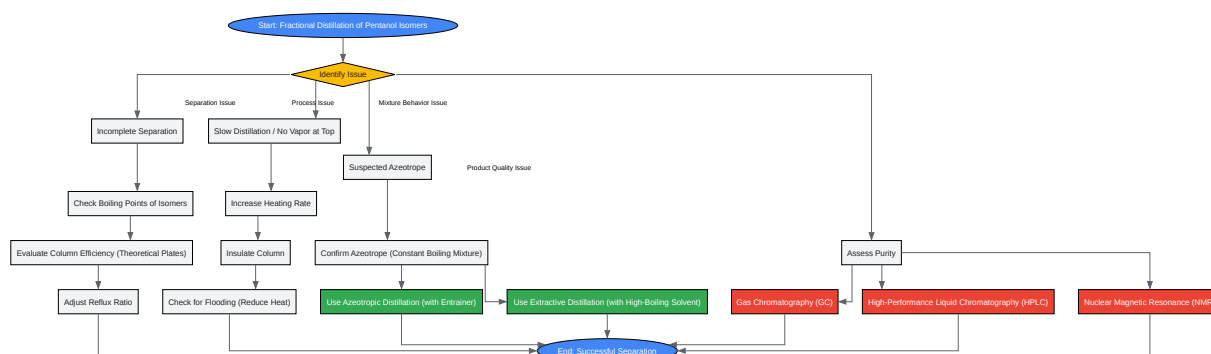 Start: Fractional Distillation of Pentanol Isomers
Identify Issue
Separation Issue
Process Issue
Mixture Behavior Issue
Incomplete Separation
Slow Distillation / No Vapor at Top
Suspected Azeotrope
Product Quality Issue
Check Boiling Points of Isomers
Increase Heating Rate
Evaluate Column Efficiency (Theoretical Plates)
Insulate Column
Confirm Azeotrope (Constant Boiling Mixture)
Assess Purity
Adjust Reflux Ratio
Check for Flooding (Reduce Heat)
Use Azeotropic Distillation (with Entrainer)
Use Extractive Distillation (with High-Boiling Solvent)
Gas Chromatography (GC)
High-Performance Liquid Chromatography (HPLC)
Nuclear Magnetic Resonance (NMR
End: Successful Separation